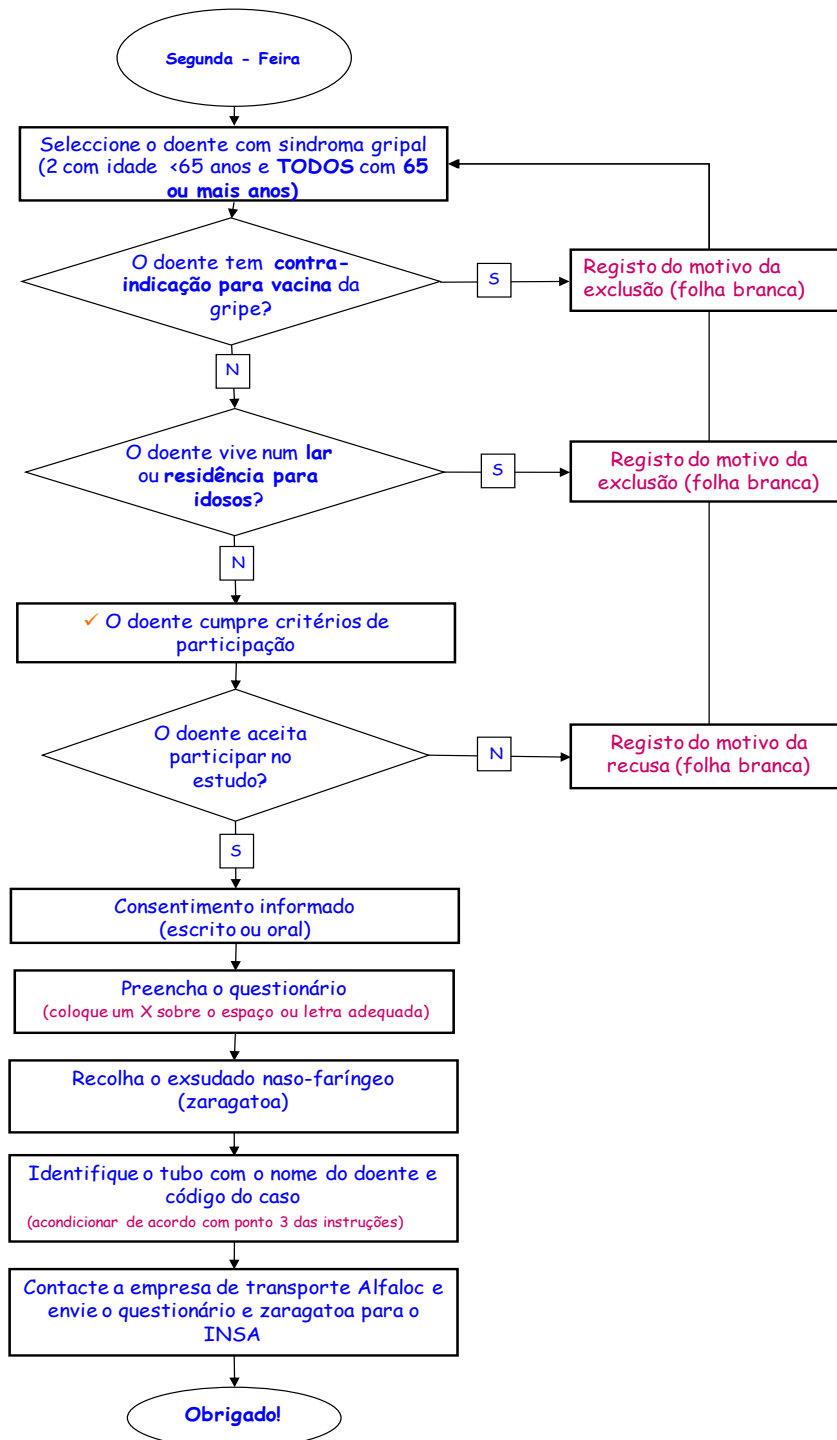 Segunda - Feira
Seleccione o doente com sindroma gripal
(2 com idade <65 anos e TODOS com 65
ou mais anos)
O doente tem contra-
indicação para vacina da
gripe?
S
Registo do motivo da
exclusão (folha branca)
N
O doente vive num lar
ou residência para
idosos?
S
Registo do motivo da
exclusão (folha branca)
N
✓ O doente cumpre critérios de
participação
O doente aceita
participar no
estudo?
N
Registo do motivo da
recusa (folha branca)
S
Consentimento informado
(escrito ou oral)
Preencha o questionário
(coloque um X sobre o espaço ou letra adequada)
Recolha o exsudado naso-faríngeo
(zaragatoa)
Identifique o tubo com o nome do doente e
código do caso
(acondicionar de acordo com ponto 3 das instruções)
Contacte a empresa de transporte Alfaloc e
envie o questionário e zaragatoa para o
INSA
Obrigado!